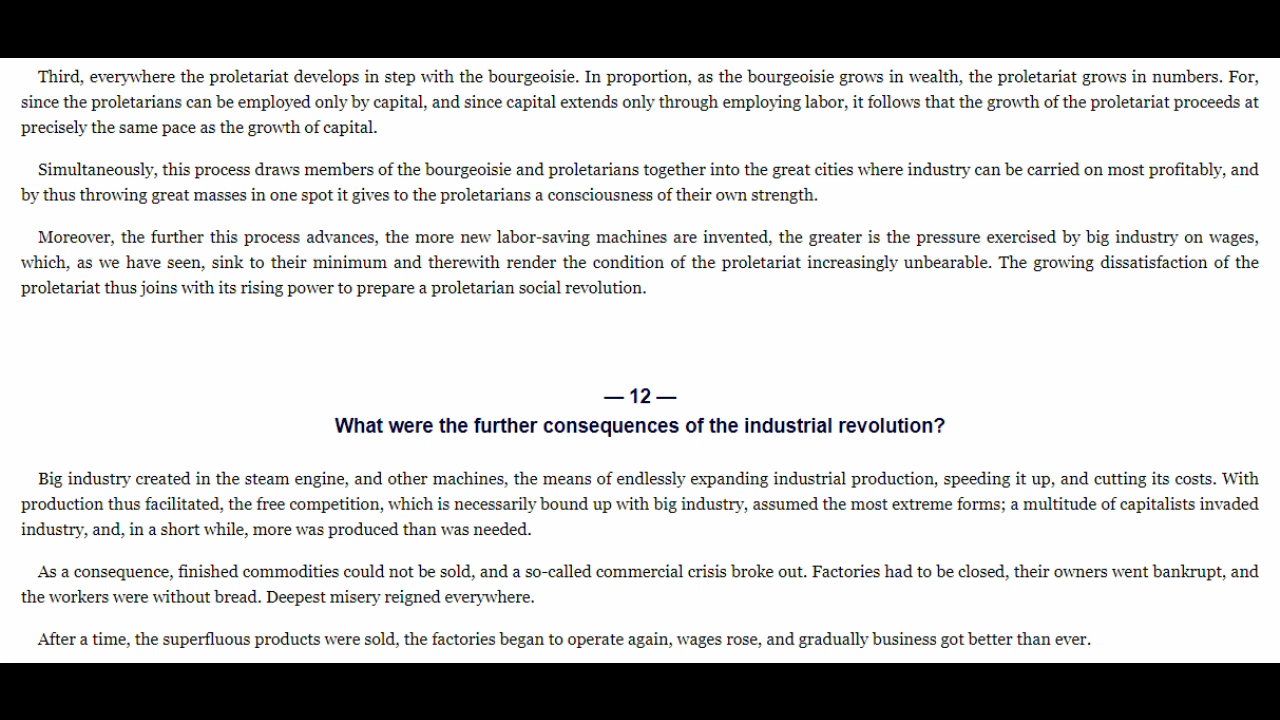 Third, everywhere the proletariat develops in step with the bourgeoisie. In proportion, as the bourgeoisie grows in wealth, the proletariat grows in numbers. For,
since the proletarians can be employed only by capital, and since capital extends only through employing labor, it follows that the growth of the proletariat proceeds at
precisely the same pace as the growth of capital.
Simultaneously, this process draws members of the bourgeoisie and proletarians together into the great cities where industry can be carried on most profitably, and
by thus throwing great masses in one spot it gives to the proletarians a consciousness of their own strength.
Moreover, the further this process advances, the more new labor-saving machines are invented, the greater is the pressure exercised by big industry on wages,
which, as we have seen, sink to their minimum and therewith render the condition of the proletariat increasingly unbearable. The growing dissatisfaction of the
proletariat thus joins with its rising power to prepare a proletarian social revolution.
— 12 —
What were the further consequences of the industrial revolution?
Big industry created in the steam engine, and other machines, the means of endlessly expanding industrial production, speeding it up, and cutting its costs. With
production thus facilitated, the free competition, which is necessarily bound up with big industry, assumed the most extreme forms; a multitude of capitalists invaded
industry, and, in a short while, more was produced than was needed.
As a consequence, finished commodities could not be sold, and a so-called commercial crisis broke out. Factories had to be closed, their owners went bankrupt, and
the workers were without bread. Deepest misery reigned everywhere.
After a time, the superfluous products were sold, the factories began to operate again, wages rose, and gradually business got better than ever.